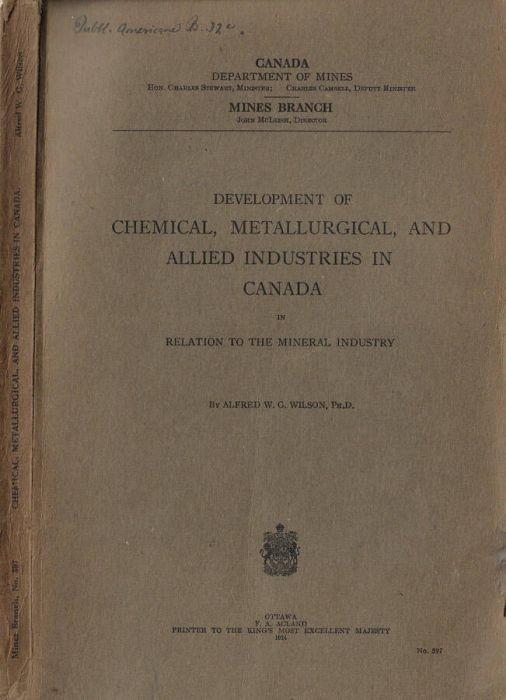 Pubbl. Americane B. 32c.
CANADA
DEPARTMENT OF MINES
Hon. Charles Stewart, Minister; Charles Camsell, Deputy Minister
MINES BRANCH
John McLeish, Director
DEVELOPMENT OF
CHEMICAL, METALLURGICAL, AND
ALLIED INDUSTRIES IN
CANADA
IN
RELATION TO THE MINERAL INDUSTRY
By ALFRED W. G. WILSON, Ph.D.
OTTAWA
F. A. ACLAND
PRINTER TO THE KING'S MOST EXCELLENT MAJESTY
1924
No. 597
Mines Branch, No. 597 CHEMICAL, METALLURGICAL, AND ALLIED INDUSTRIES IN CANADA. Alfred W. G. Wilson